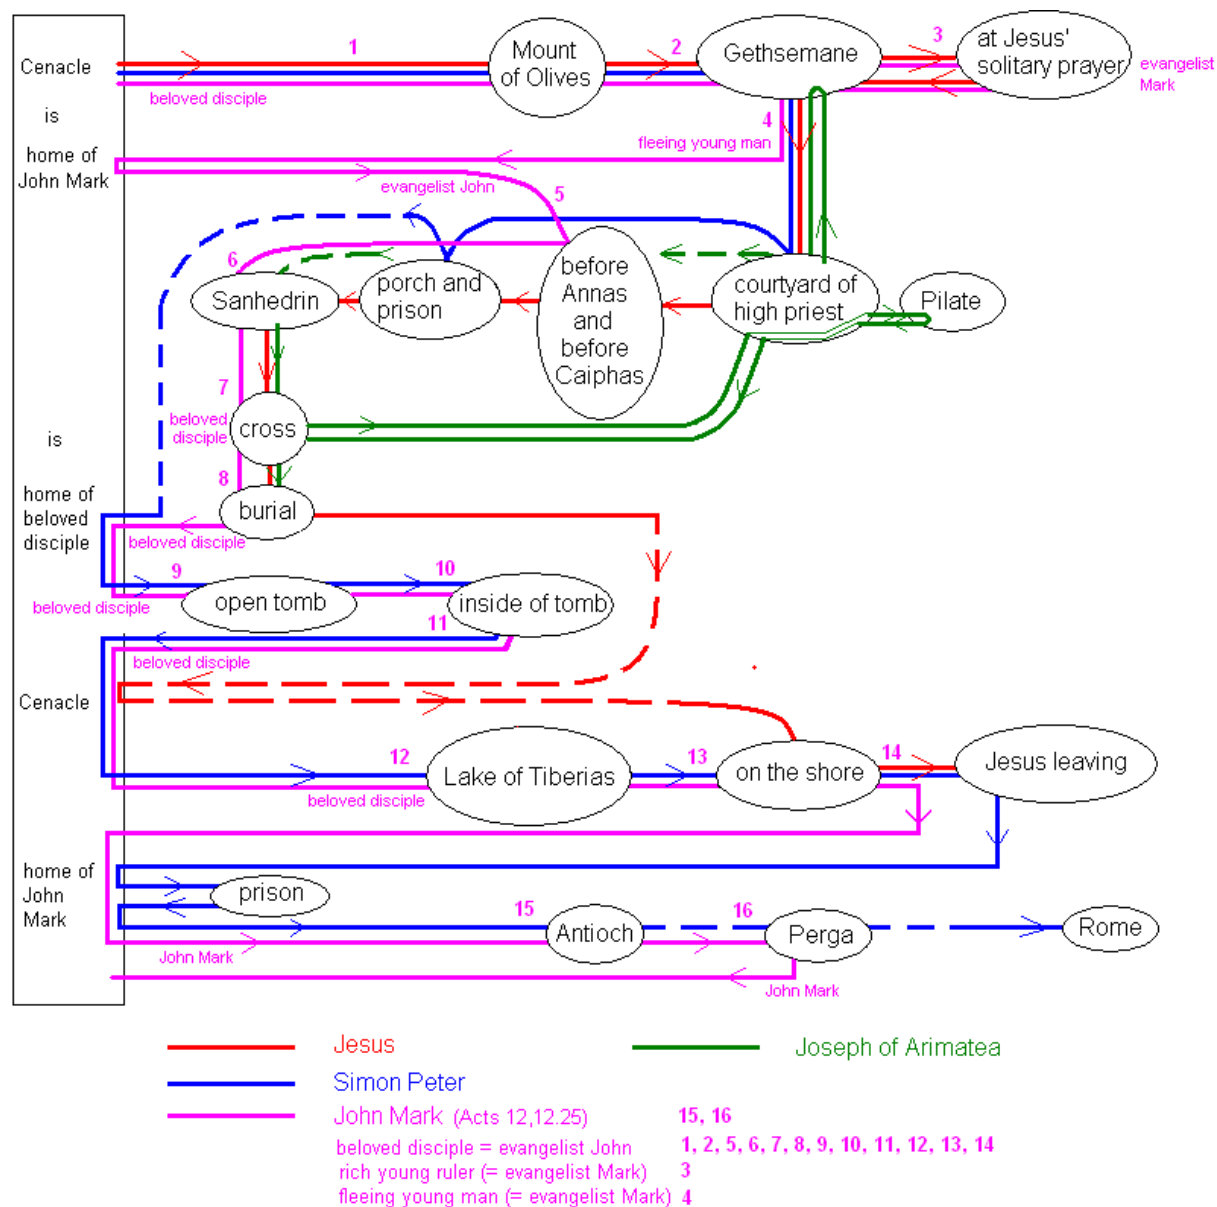 1
2
3
Mount
of Olives
Gethsemane
at Jesus'
solitary prayer
evangelist
Mark
Cenacle
beloved disciple
is
4
fleeing young man
home of
John Mark
evangelist John
5
6
before
Annas
and
before
Caiphas
Sanhedrin
porch and
prison
courtyard of
high priest
Pilate
7
beloved
disciple
cross
is
8
home of
beloved
disciple
burial
beloved disciple
9
10
open tomb
inside of tomb
beloved disciple
11
beloved disciple
Cenacle
12
13
14
Lake of Tiberias
on the shore
Jesus leaving
beloved disciple
home of
John
Mark
prison
15
16
Antioch
Perga
Rome
John Mark
John Mark
Jesus
Joseph of Arimatea
Simon Peter
John Mark (Acts 12,12.25) 15, 16
beloved disciple = evangelist John 1, 2, 5, 6, 7, 8, 9, 10, 11, 12, 13, 14
rich young ruler (= evangelist Mark) 3
fleeing young man (= evangelist Mark) 4